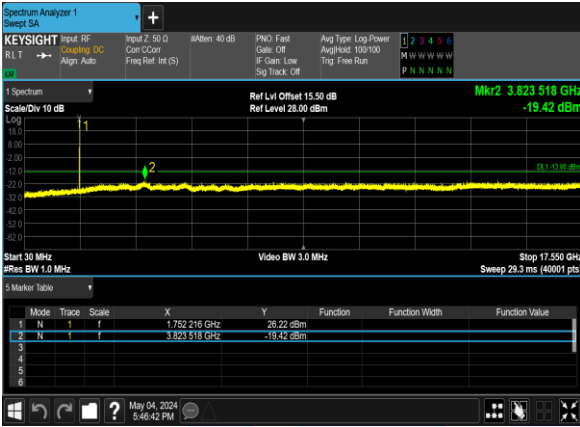 Spectrum Analyzer 1
Swept SA
KEYSIGHT
R L T
Input: RF
Coupling: DC
Align: Auto
Input Z: 50 Ω
Corr CCorr
Freq Ref: Int (S)
#Atten: 40 dB
PNO: Fast
Gate: Off
IF Gain: Low
Sig Track: Off
Avg Type: Log-Power
Avg|Hold: 100/100
Trig: Free Run
1 2 3 4 5 6
M W W W W W
P N N N N N
1 Spectrum
Scale/Div 10 dB
Ref Lvl Offset 15.50 dB
Ref Level 28.00 dBm
Mkr2 3.823 518 GHz
-19.42 dBm
Log
18.0
8.00
-2.00
-12.0
-22.0
-32.0
-42.0
-52.0
-62.0
1
2
DL1 -13.00 dBm
Start 30 MHz
#Res BW 1.0 MHz
Video BW 3.0 MHz
Stop 17.550 GHz
Sweep 29.3 ms (40001 pts
5 Marker Table
Mode Trace Scale X Y Function Function Width Function Value
1 N 1 f 1.752 216 GHz 26.22 dBm
2 N 1 f 3.823 518 GHz -19.42 dBm
3
4
5
6
?
May 04, 2024
5:46:42 PM